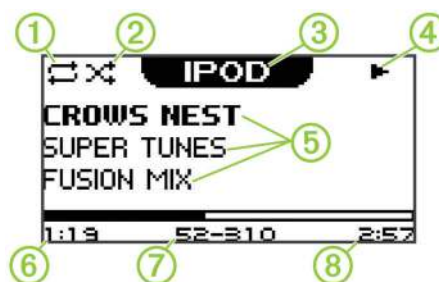 ① ② ③ ④
IPOD
CROWS NEST
SUPER TUNES
FUSION MIX
⑤
1:19 52-310 2:57
⑥ ⑦ ⑧